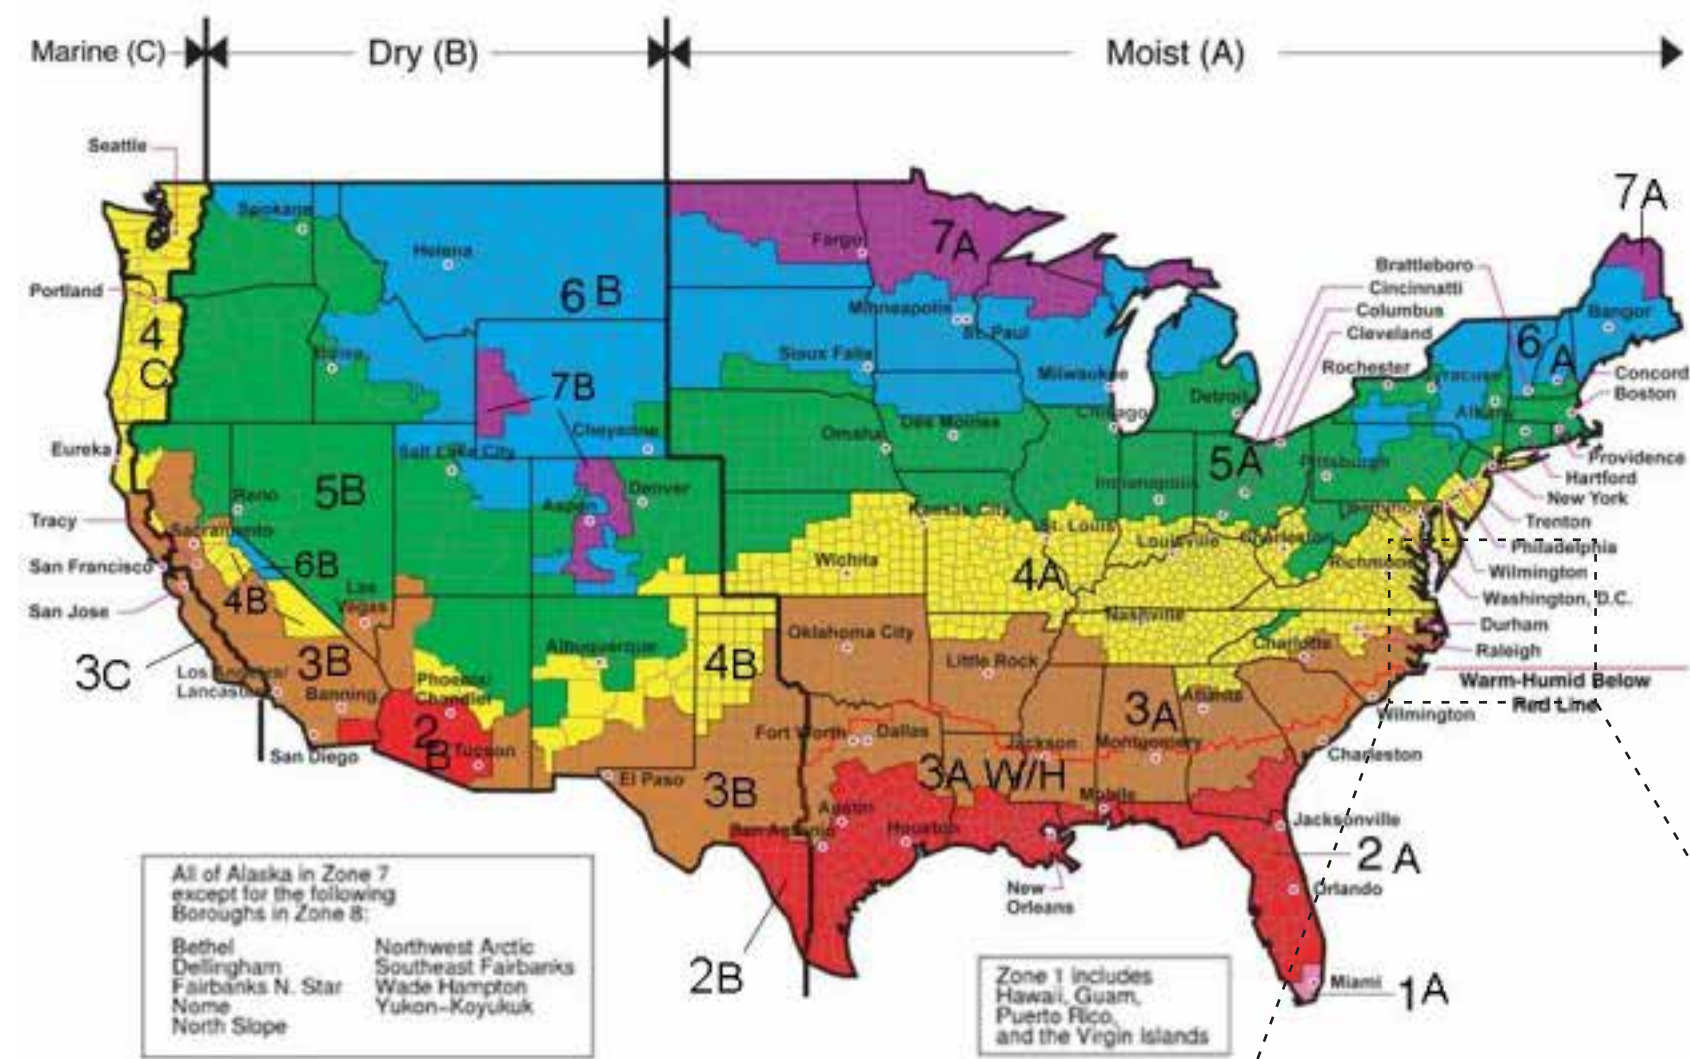 Marine (C)
Dry (B)
Moist (A)
Seattle
7A
Spokane
Helena
Fargo
7A
Brattleboro
Cincinnatti
Columbus
Cleveland
Portland
6 B
Minneapolis
St. Paul
Bangor
4
C
Boise
7B
Sioux Falls
Milwaukee
Detroit
Rochester
Syracuse
6 A
Concord
Boston
Eureka
Salt Lake City
Cheyenne
Omaha
Des Moines
Chicago
5A
Pittsburgh
Albany
Providence
Hartford
New York
Reno
5B
Aspen
Denver
Indianapolis
Tracy
Sacramento
Kansas City
St. Louis
Louisville
Charleston
Trenton
San Francisco
6B
Las
Vegas
Wichita
4A
Richmond
Philadelphia
Wilmington
San Jose
4B
Nashville
Washington, D.C.
Durham
Raleigh
3C
Los Angeles/
Lancaster
3B
Banning
Albuquerque
4B
Oklahoma City
Little Rock
Charlotte
Warm-Humid Below
Red Line
Phoenix/
Chandler
2
B
Tucson
Atlanta
3A
Wilmington
San Diego
El Paso
Fort Worth
Dallas
Jackson
Montgomery
Charleston
3B
3A W/H
Austin
Mobile
San Antonio
Houston
Jacksonville
2 A
New
Orleans
Orlando
2B
Miami
1A
All of Alaska in Zone 7
except for the following
Boroughs in Zone 8:
Bethel
Dellingham
Fairbanks N. Star
Nome
North Slope
Northwest Arctic
Southeast Fairbanks
Wade Hampton
Yukon-Koyukuk
Zone 1 includes
Hawaii, Guam,
Puerto Rico,
and the Virgin Islands